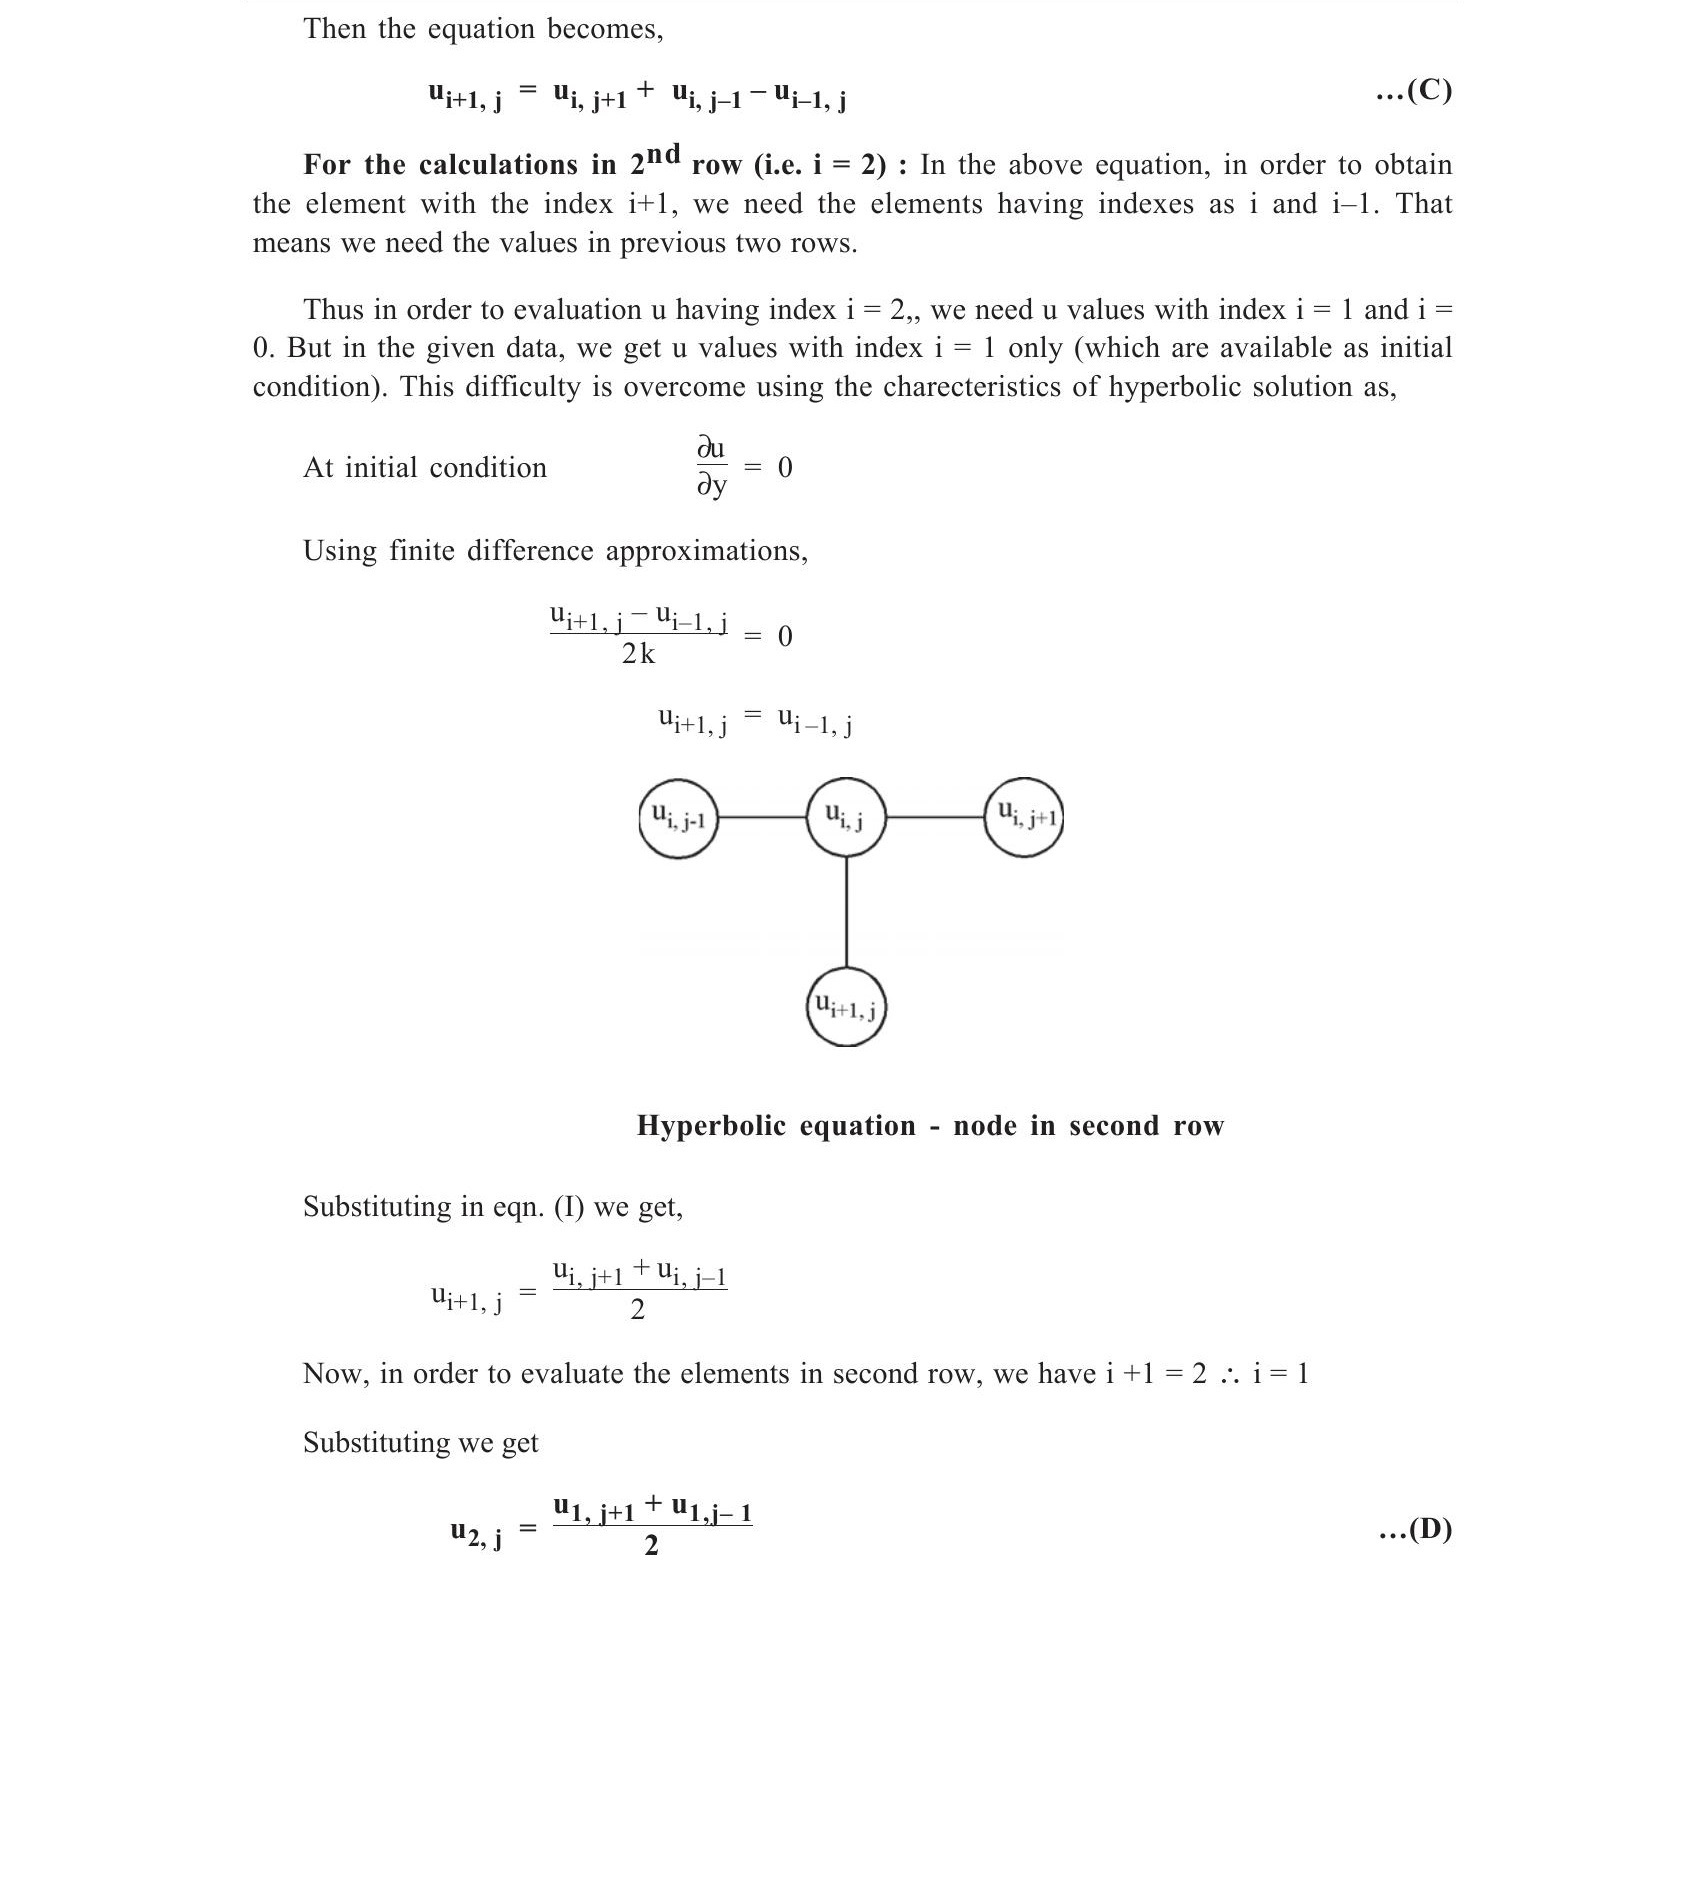 Then the equation becomes,
u_{i+1, j} = u_{i, j+1} + u_{i, j–1} – u_{i–1, j} ...(C)
For the calculations in 2^{nd} row (i.e. i = 2) : In the above equation, in order to obtain
the element with the index i+1, we need the elements having indexes as i and i–1. That
means we need the values in previous two rows.
Thus in order to evaluation u having index i = 2,, we need u values with index i = 1 and i =
0. But in the given data, we get u values with index i = 1 only (which are available as initial
condition). This difficulty is overcome using the charecteristics of hyperbolic solution as,
At initial condition ∂u/∂y = 0
Using finite difference approximations,
(u_{i+1, j} – u_{i–1, j})/2k = 0
u_{i+1, j} = u_{i–1, j}
u_{i, j-1} u_{i, j} u_{i, j+1}
u_{i+1, j}
Hyperbolic equation - node in second row
Substituting in eqn. (I) we get,
u_{i+1, j} = (u_{i, j+1} + u_{i, j–1})/2
Now, in order to evaluate the elements in second row, we have i +1 = 2 ∴ i = 1
Substituting we get
u_{2, j} = (u_{1, j+1} + u_{1,j– 1})/2 ...(D)